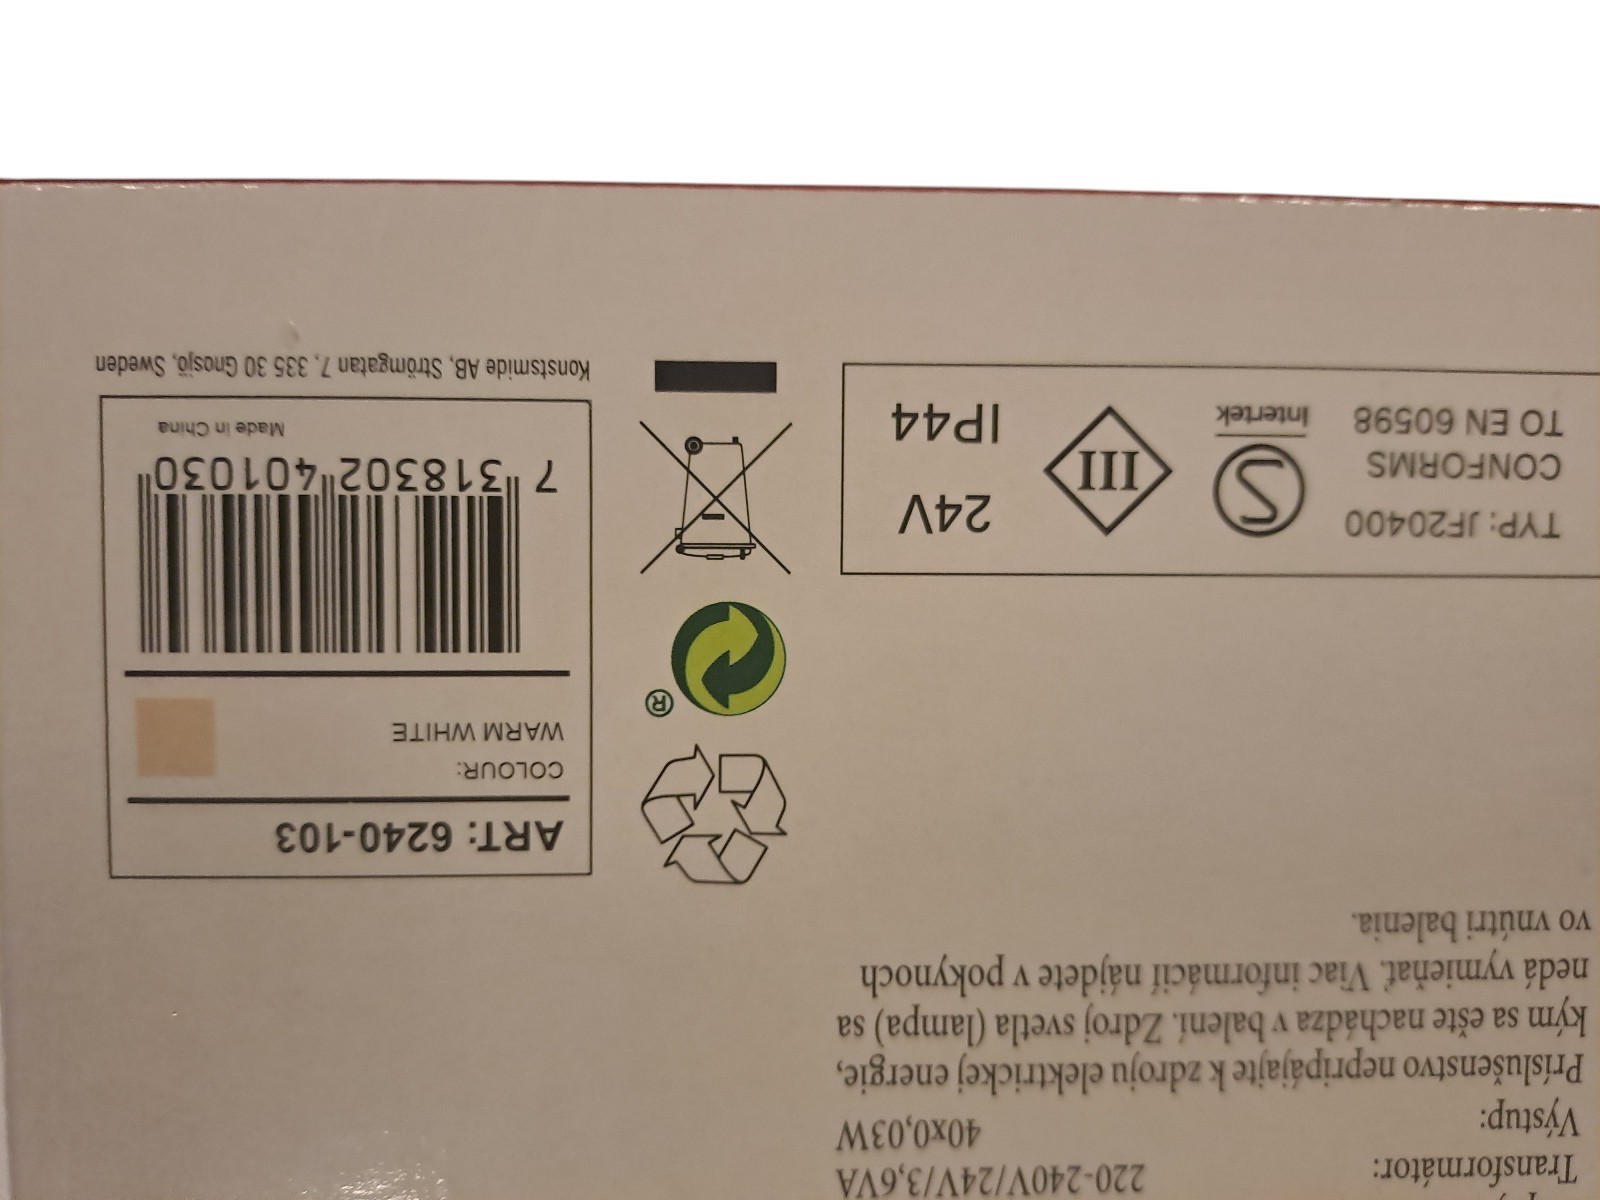 Transformátor: 220-240V/24V/3,6VA
Výstup: 40x0,03W
Príslušenstvo nepripájajte k zdroju elektrickej energie,
kým sa ešte nachádza v balení. Zdroj svetla (lampa) sa
nedá vymieňať. Viac informácií nájdete v pokynoch
vo vnútri balenia.
ART: 6240-103
COLOUR:
WARM WHITE
®
7 318302 401030
Made in China
Konstsmide AB, Strömgatan 7, 335 30 Gnosjö, Sweden
TYP: JF20400
CONFORMS
TO EN 60598
S
Intertek
III
24V
IP44